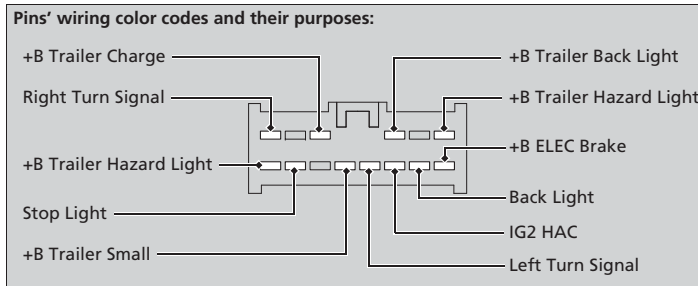 Pins’ wiring color codes and their purposes:
+B Trailer Charge
Right Turn Signal
+B Trailer Hazard Light
Stop Light
+B Trailer Small
+B Trailer Back Light
+B Trailer Hazard Light
+B ELEC Brake
Back Light
IG2 HAC
Left Turn Signal